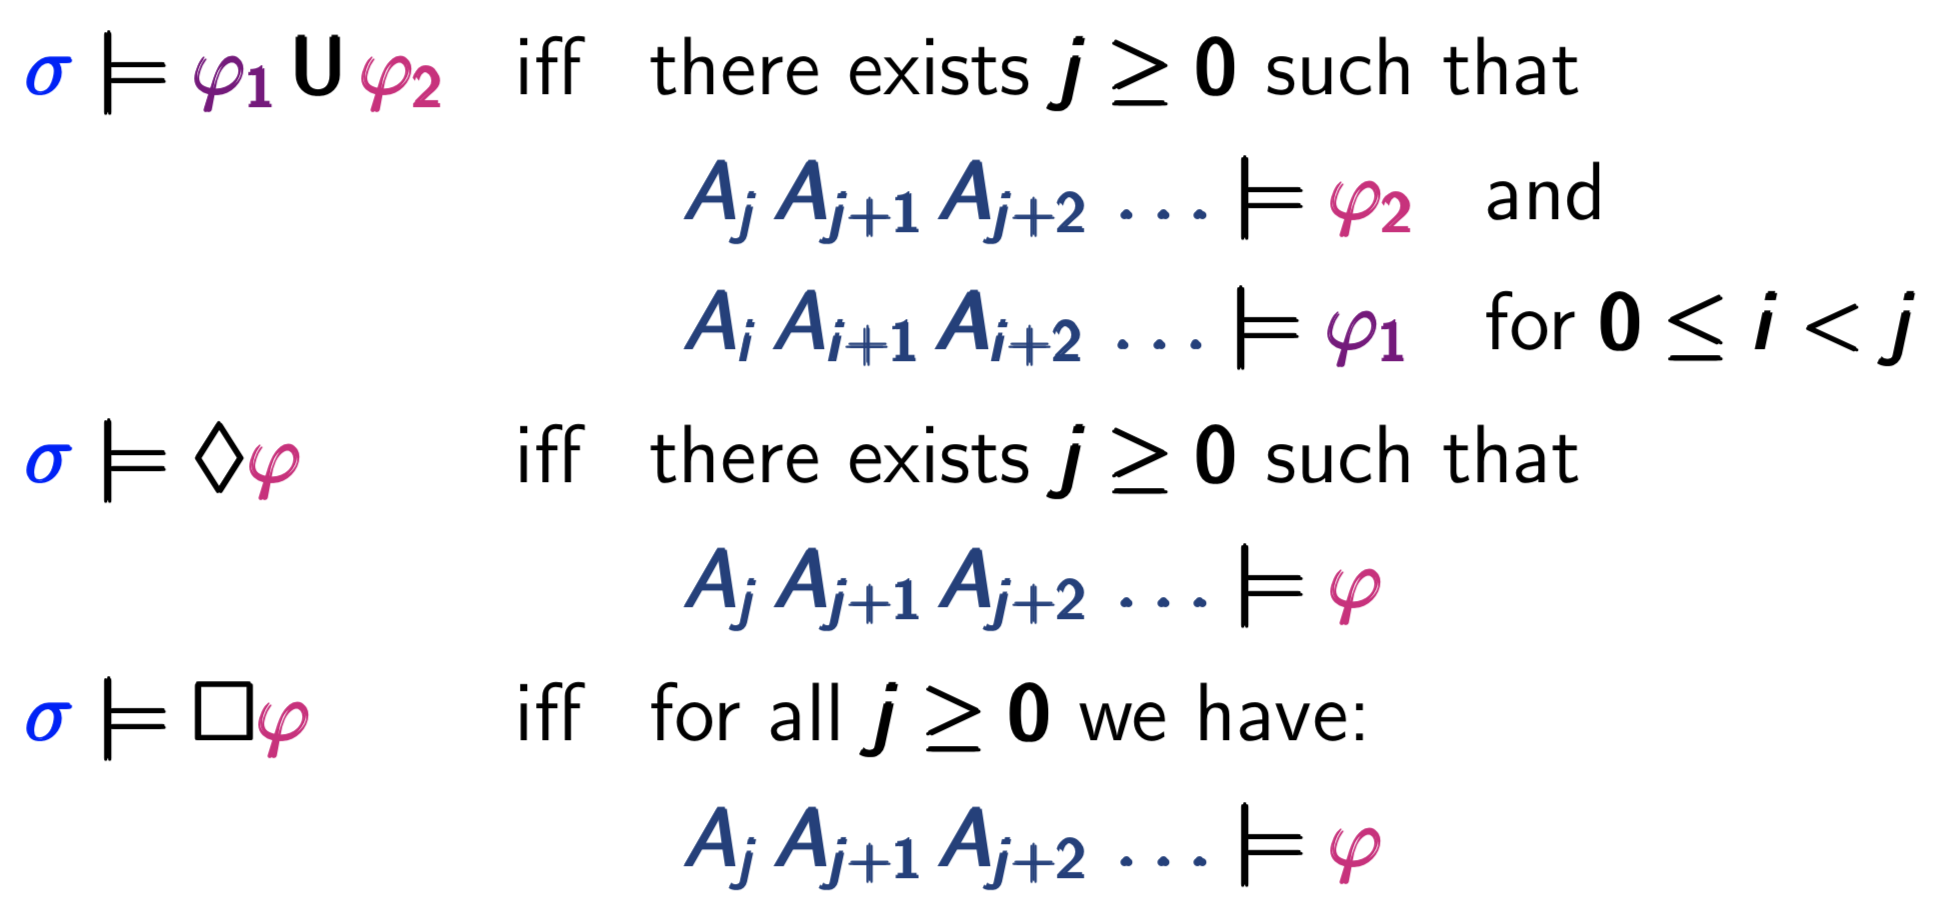 σ ⊨ φ₁ U φ₂ iff there exists j ≥ 0 such that
A_j A_{j+1} A_{j+2} ... ⊨ φ₂ and
A_i A_{i+1} A_{i+2} ... ⊨ φ₁ for 0 ≤ i < j
σ ⊨ ◊φ iff there exists j ≥ 0 such that
A_j A_{j+1} A_{j+2} ... ⊨ φ
σ ⊨ □φ iff for all j ≥ 0 we have:
A_j A_{j+1} A_{j+2} ... ⊨ φ